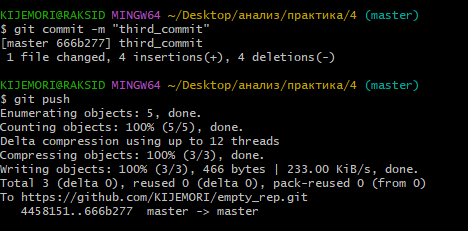 KIJEMORI@RAKSID MINGW64 ~/Desktop/анализ/практика/4 (master)
$ git commit -m "third_commit"
[master 666b277] third_commit
 1 file changed, 4 insertions(+), 4 deletions(-)

KIJEMORI@RAKSID MINGW64 ~/Desktop/анализ/практика/4 (master)
$ git push
Enumerating objects: 5, done.
Counting objects: 100% (5/5), done.
Delta compression using up to 12 threads
Compressing objects: 100% (3/3), done.
Writing objects: 100% (3/3), 466 bytes | 233.00 KiB/s, done.
Total 3 (delta 0), reused 0 (delta 0), pack-reused 0 (from 0)
To https://github.com/KIJEMORI/empty_rep.git
   4458151..666b277  master -> master